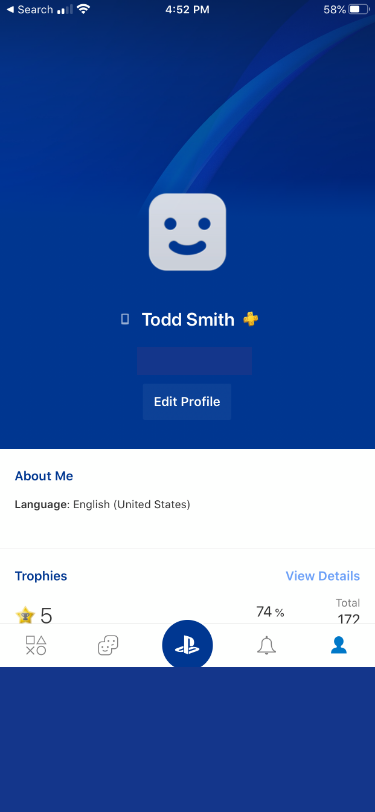 Search
4:52 PM
58%
Todd Smith
Edit Profile
About Me
Language: English (United States)
Trophies
View Details
5
74 %
Total
172